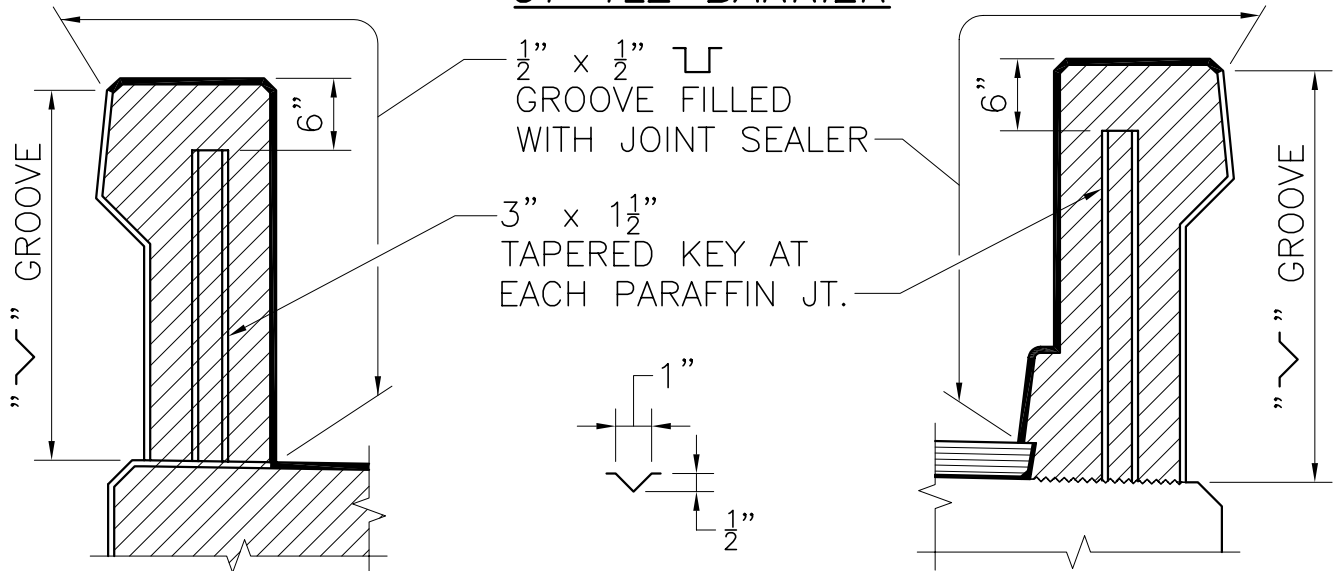 ½" x ½"
GROOVE FILLED
WITH JOINT SEALER
6"
6"
"V" GROOVE
3" x 1½"
TAPERED KEY AT
EACH PARAFFIN JT.
"V" GROOVE
1"
½"